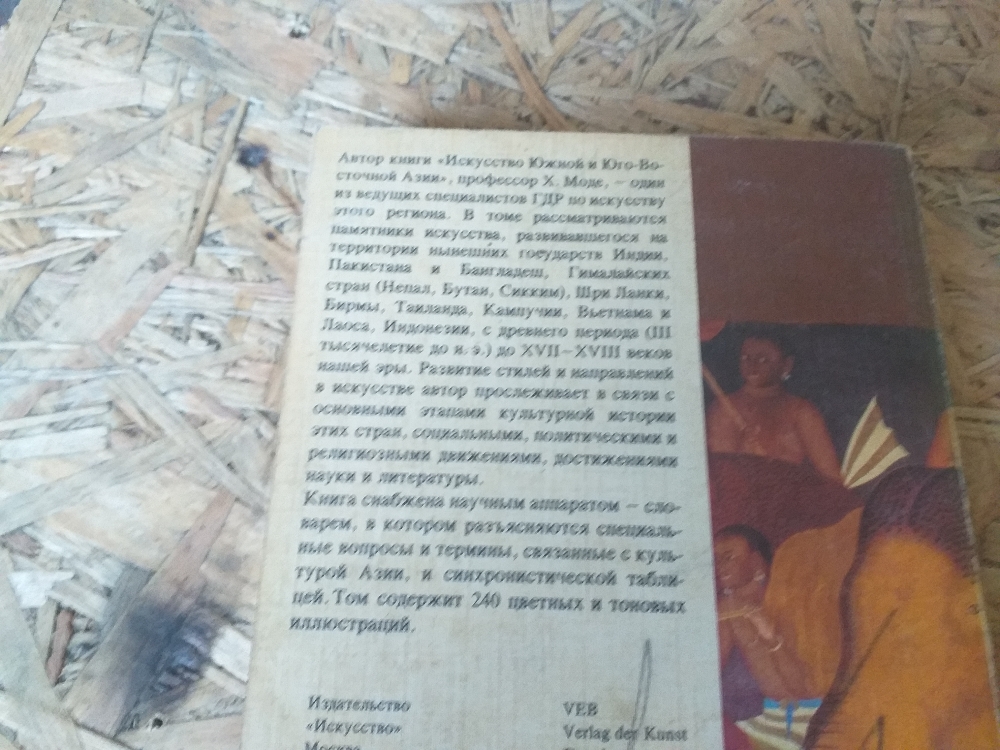 Автор книги «Искусство Южной и Юго-Во-
сточной Азии», профессор Х. Моде, – один
из ведущих специалистов ГДР по искусству
этого региона. В томе рассматриваются
памятники искусства, развивавшегося на
территории нынешних государств Индии,
Пакистана и Бангладеш, Гималайских
стран (Непал, Бутан, Сикким), Шри Ланки,
Бирмы, Таиланда, Кампучии, Вьетнама и
Лаоса, Индонезии, с древнего периода (III
тысячелетие до н. э.) до XVII–XVIII веков
нашей эры. Развитие стилей и направлений
в искусстве автор прослеживает в связи с
основными этапами культурной истории
этих стран, социальными, политическими и
религиозными движениями, достижениями
науки и литературы.
Книга снабжена научным аппаратом – сло-
варем, в котором разъясняются специаль-
ные вопросы и термины, связанные с куль-
турой Азии, и синхронистической табли-
цей. Том содержит 240 цветных и тоновых
иллюстраций.
Издательство
«Искусство»
Москва
VEB
Verlag der Kunst